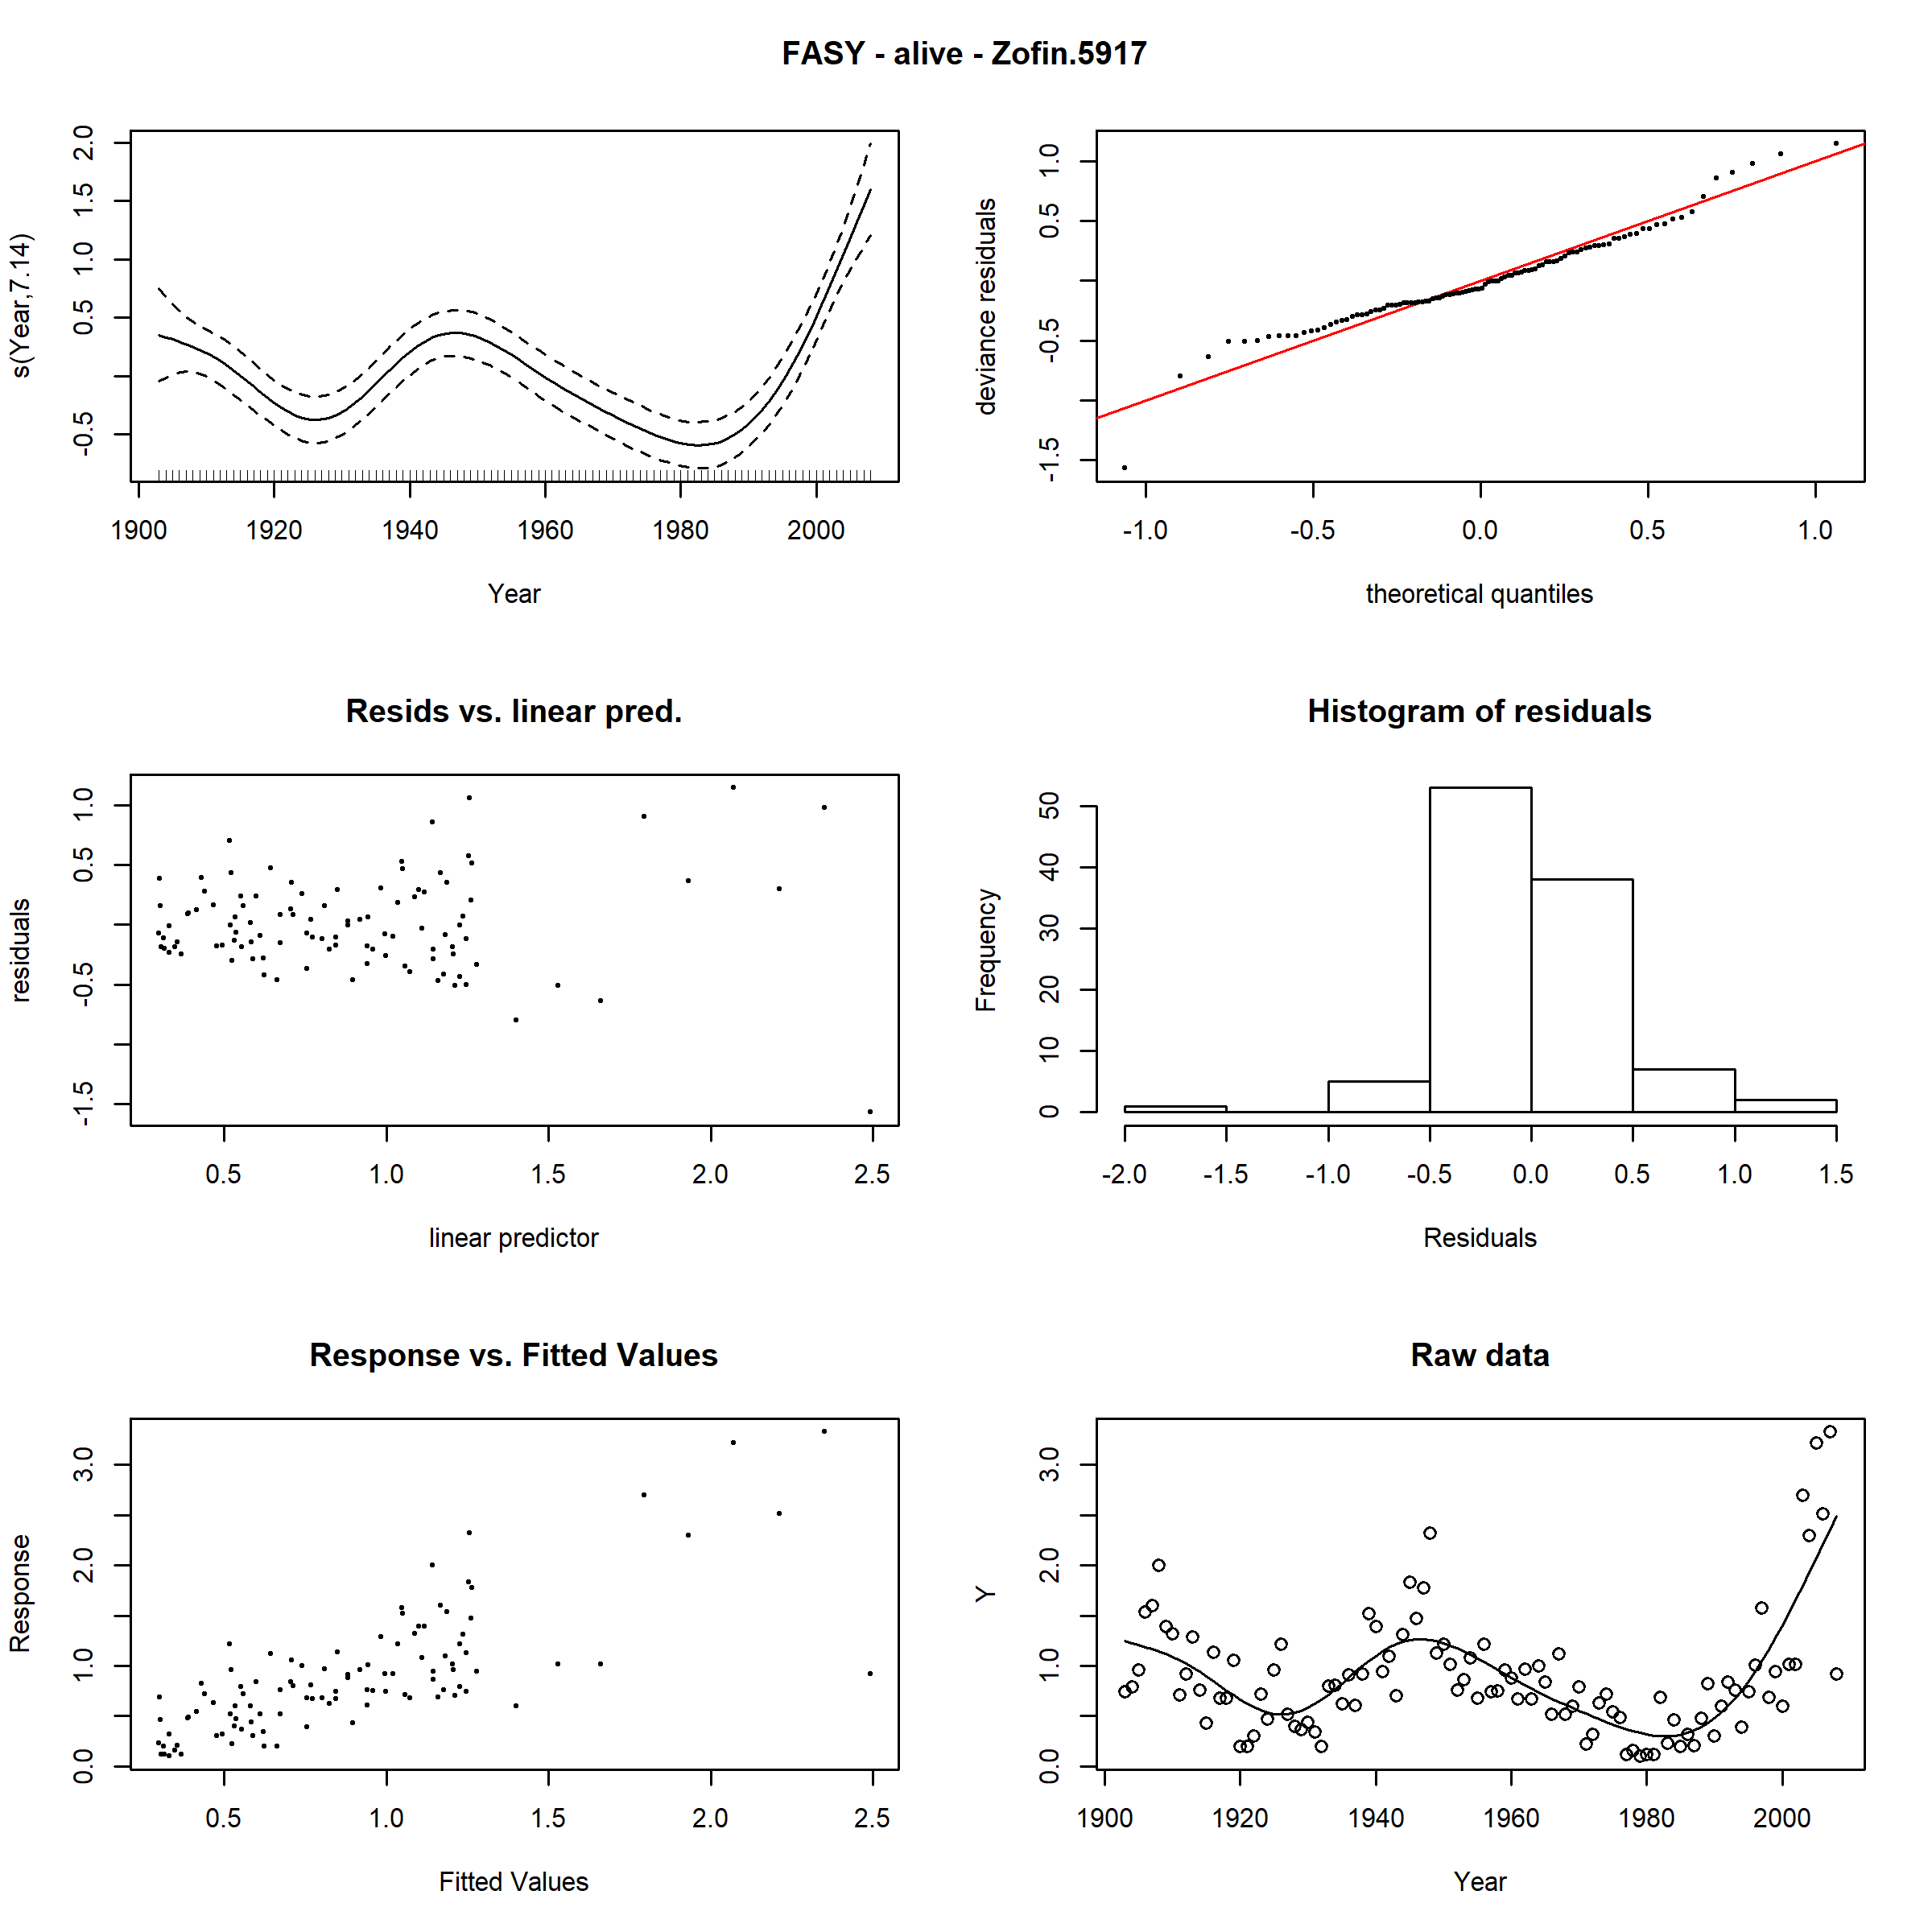 FASY - alive - Zofin.5917
s(Year,7.14)
-0.5 0.5 1.0 1.5 2.0
1900 1920 1940 1960 1980 2000
Year
deviance residuals
-1.5 -0.5 0.5 1.0
-1.0 -0.5 0.0 0.5 1.0
theoretical quantiles
Resids vs. linear pred.
residuals
-1.5 -0.5 0.5 1.0
0.5 1.0 1.5 2.0 2.5
linear predictor
Histogram of residuals
Frequency
0 10 20 30 40 50
-2.0 -1.5 -1.0 -0.5 0.0 0.5 1.0 1.5
Residuals
Response vs. Fitted Values
Response
0.0 1.0 2.0 3.0
0.5 1.0 1.5 2.0 2.5
Fitted Values
Raw data
Y
0.0 1.0 2.0 3.0
1900 1920 1940 1960 1980 2000
Year